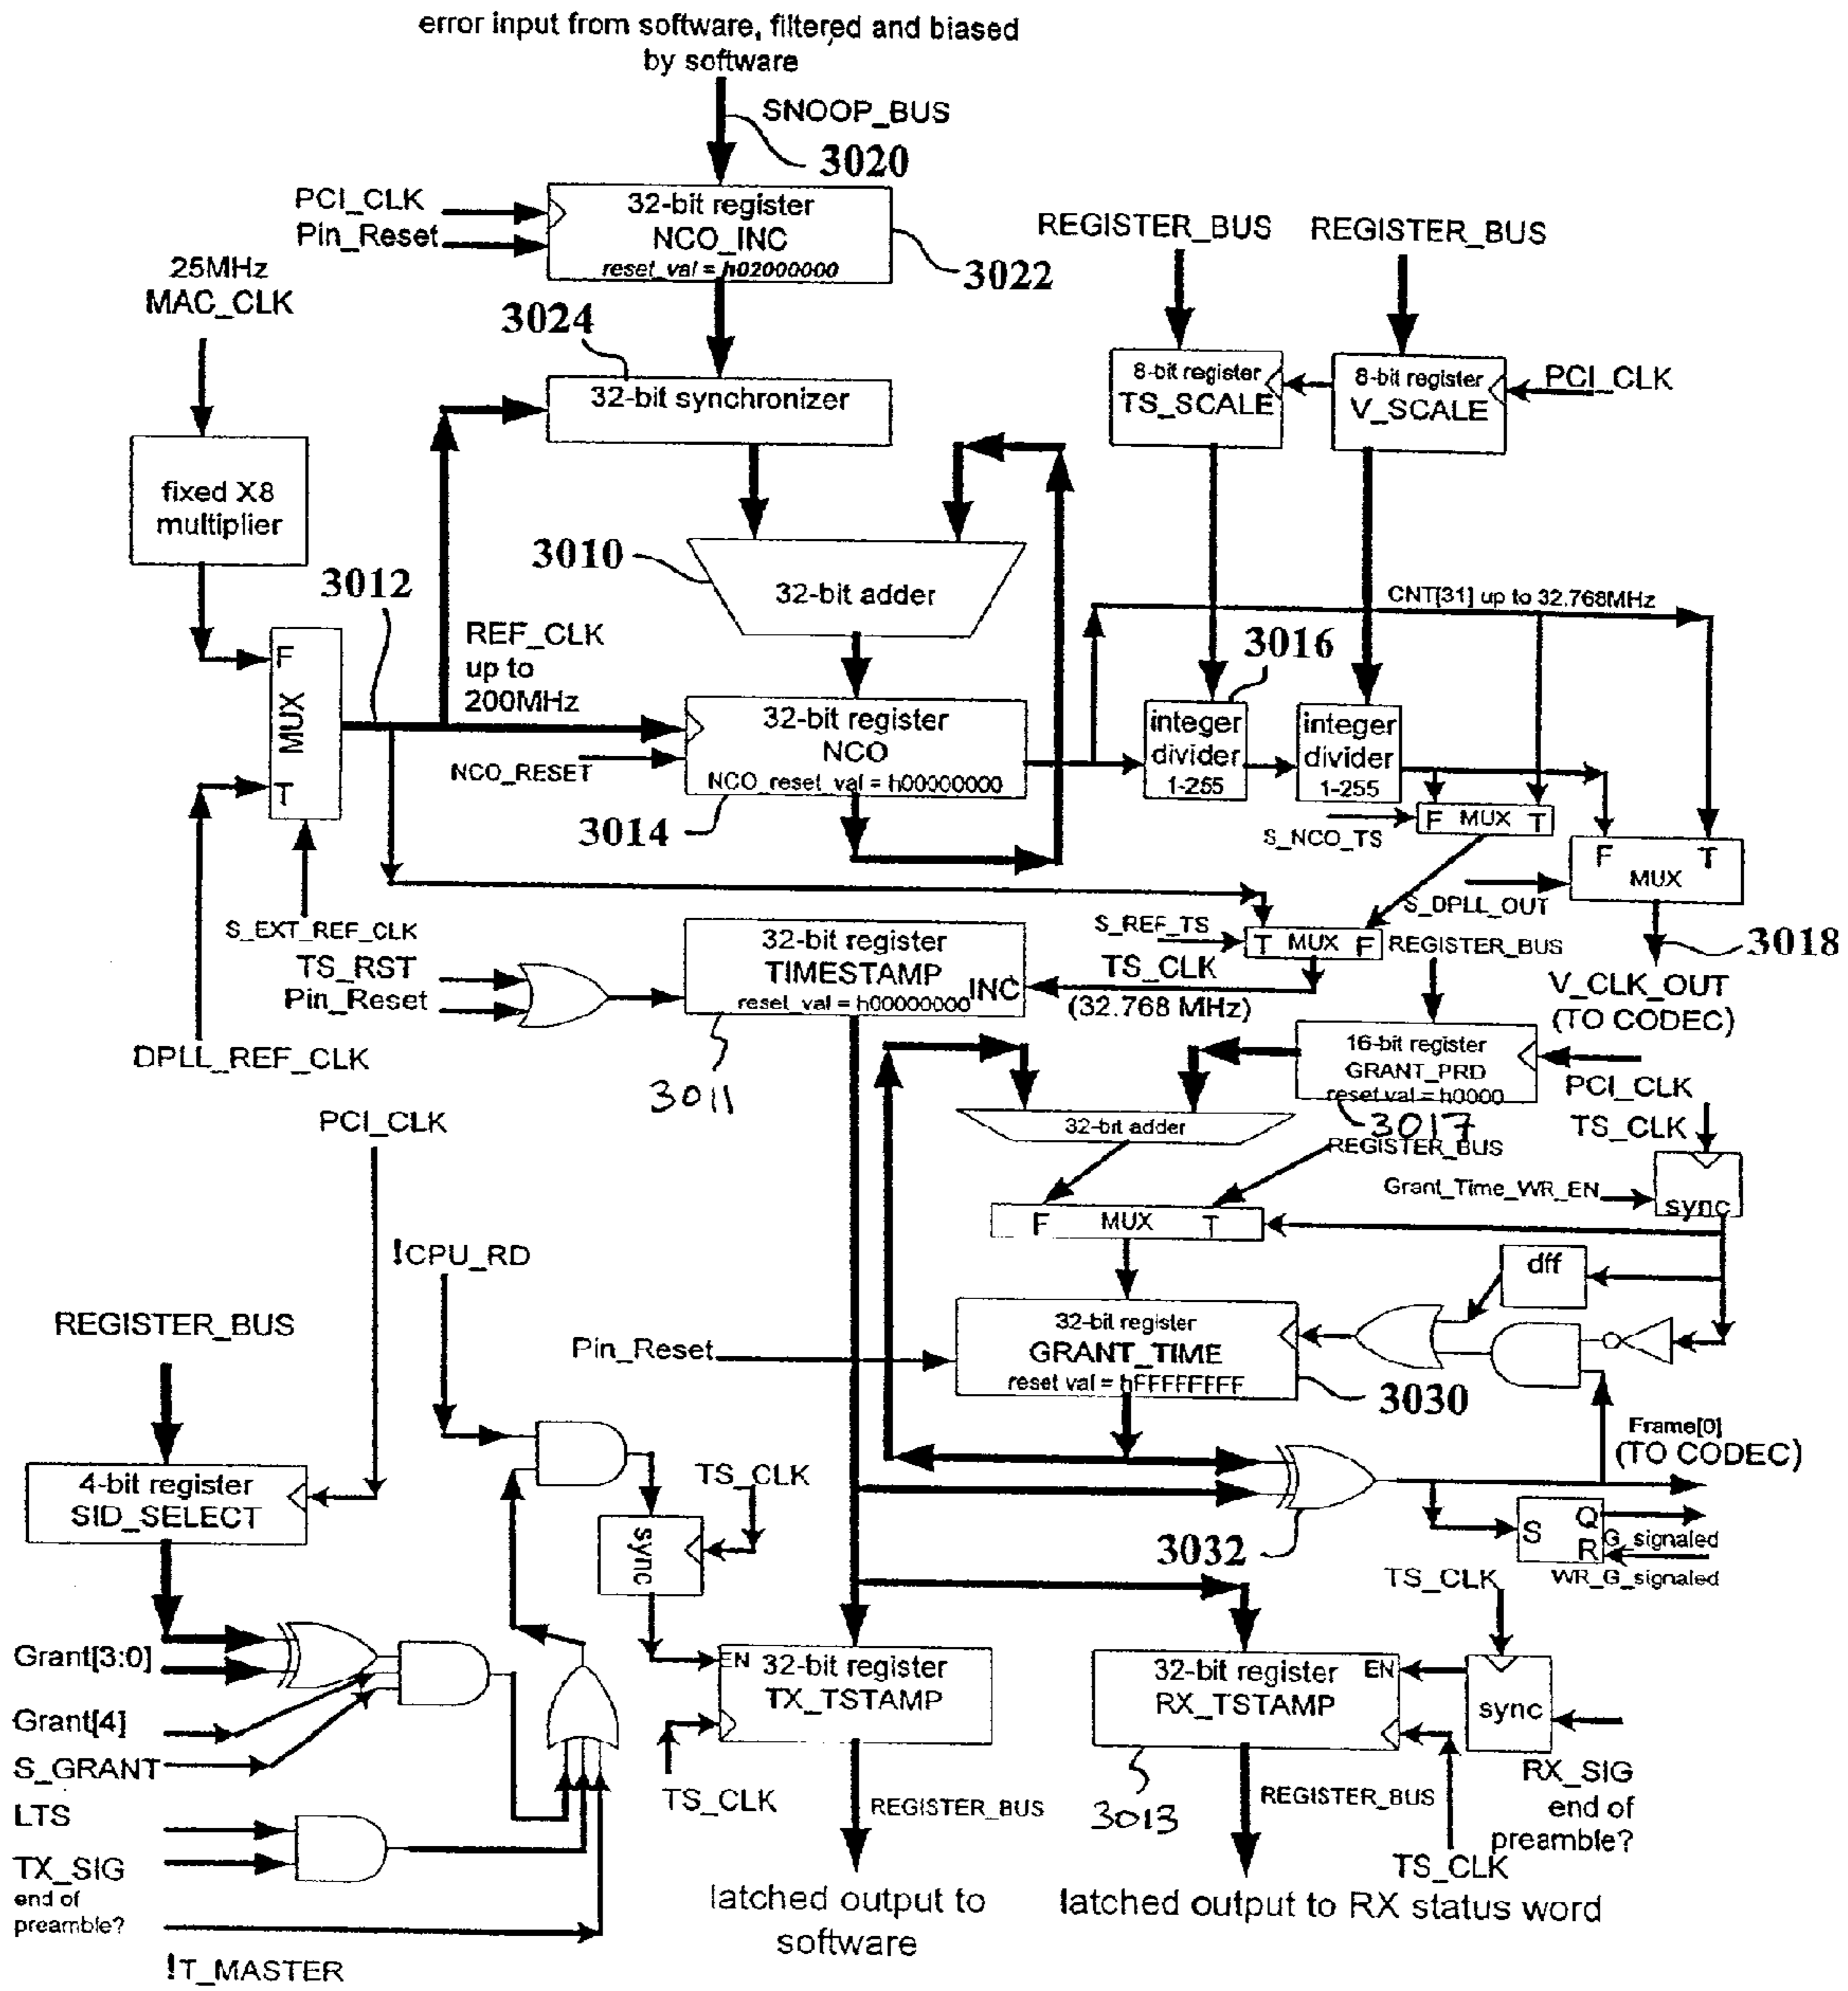 error input from software, filtered and biased
by software
SNOOP_BUS
3020
PCI_CLK
Pin_Reset
32-bit register
NCO_INC
reset_val = h02000000
3022
REGISTER_BUS
REGISTER_BUS
25MHz
MAC_CLK
3024
32-bit synchronizer
8-bit register
TS_SCALE
8-bit register
V_SCALE
PCI_CLK
fixed X8
multiplier
3010
32-bit adder
3012
CNT[31] up to 32.768MHz
REF_CLK
up to
200MHz
F
MUX
T
3016
32-bit register
NCO
NCO_reset_val = h00000000
NCO_RESET
integer
divider
1-255
integer
divider
1-255
3014
F MUX T
S_NCO_TS
F T
MUX
S_DPLL_OUT
S_EXT_REF_CLK
TS_RST
Pin_Reset
32-bit register
TIMESTAMP
reset_val = h00000000
INC
S_REF_TS
T MUX F
REGISTER_BUS
3018
TS_CLK
(32.768 MHz)
V_CLK_OUT
(TO CODEC)
DPLL_REF_CLK
3011
16-bit register
GRANT_PRD
reset val = h0000
PCI_CLK
3017
PCI_CLK
32-bit adder
TS_CLK
REGISTER_BUS
Grant_Time_WR_EN
sync
F MUX T
!CPU_RD
dff
REGISTER_BUS
Pin_Reset
32-bit register
GRANT_TIME
reset val = hFFFFFFFF
3030
Frame[0]
(TO CODEC)
4-bit register
SID_SELECT
TS_CLK
sync
3032
S
Q
R
G_signaled
WR_G_signaled
TS_CLK
Grant[3:0]
EN
32-bit register
TX_TSTAMP
32-bit register
RX_TSTAMP
EN
sync
Grant[4]
S_GRANT
TS_CLK
REGISTER_BUS
3013
REGISTER_BUS
RX_SIG
end of
preamble?
LTS
TX_SIG
end of
preamble?
TS_CLK
latched output to
software
latched output to RX status word
!T_MASTER